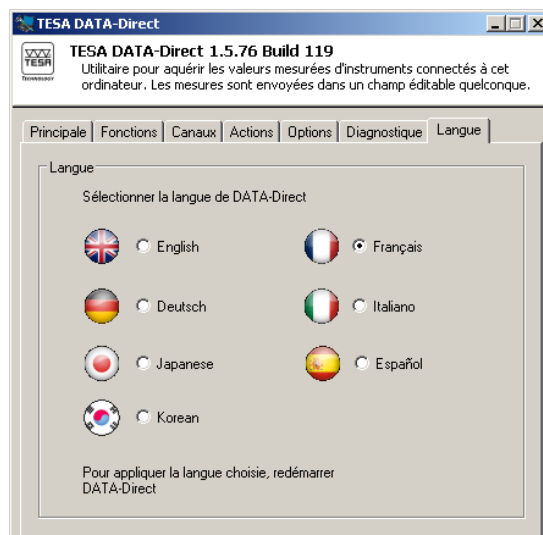 TESA DATA-Direct
TESA
TECHNOLOGY
TESA DATA-Direct 1.5.76 Build 119
Utilitaire pour aquérir les valeurs mesurées d'instruments connectés à cet
ordinateur. Les mesures sont envoyées dans un champ éditable quelconque.
Principale Fonctions Canaux Actions Options Diagnostique Langue
Langue
Sélectionner la langue de DATA-Direct
English Français
Deutsch Italiano
Japanese Español
Korean
Pour appliquer la langue choisie, redémarrer
DATA-Direct